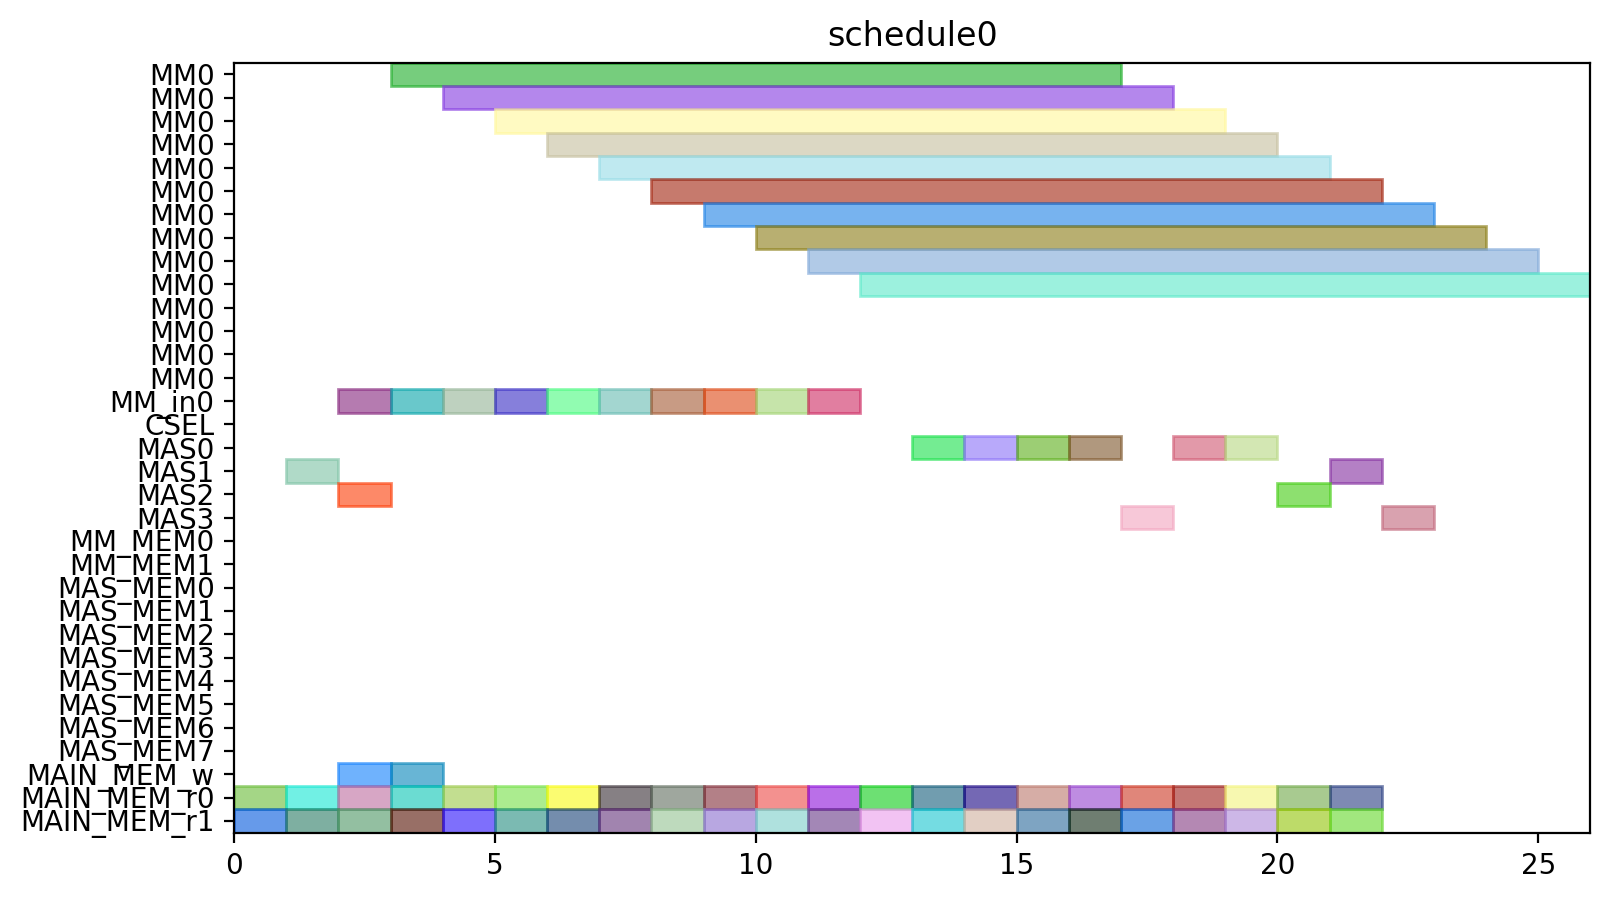 schedule0
MM0
MM0
MM0
MM0
MM0
MM0
MM0
MM0
MM0
MM0
MM0
MM0
MM0
MM0
MM_in0
CSEL
MAS0
MAS1
MAS2
MAS3
MM_MEM0
MM_MEM1
MAS_MEM0
MAS_MEM1
MAS_MEM2
MAS_MEM3
MAS_MEM4
MAS_MEM5
MAS_MEM6
MAS_MEM7
MAIN_MEM_w
MAIN_MEM_r0
MAIN_MEM_r1
0 5 10 15 20 25